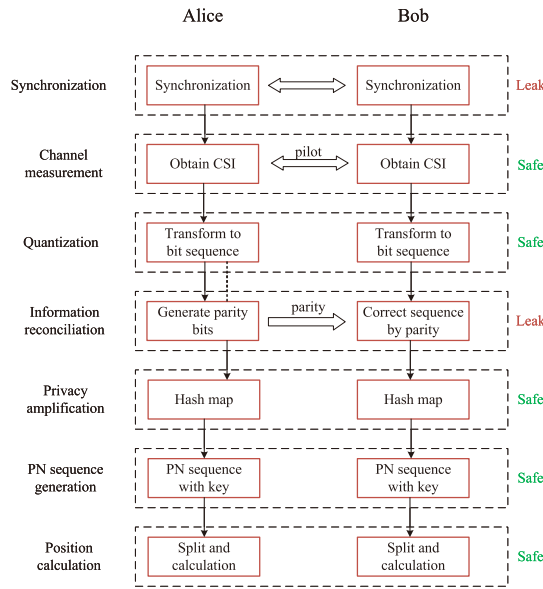 Alice Bob
Synchronization Synchronization Synchronization Leak
Channel
measurement Obtain CSI pilot Obtain CSI Safe
Quantization Transform to
bit sequence Transform to
bit sequence Safe
Information
reconciliation Generate parity
bits parity Correct sequence
by parity Leak
Privacy
amplification Hash map Hash map Safe
PN sequence
generation PN sequence
with key PN sequence
with key Safe
Position
calculation Split and
calculation Split and
calculation Safe